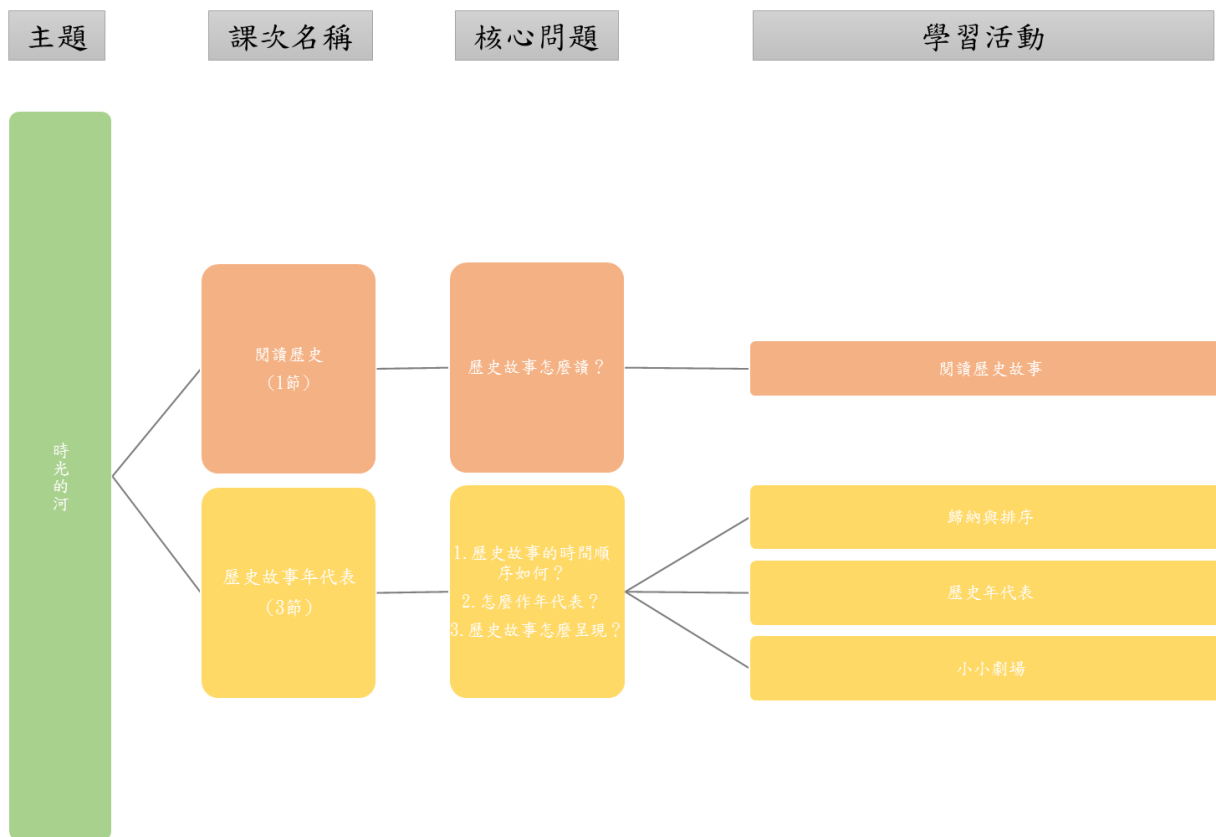 主題
課次名稱
核心問題
學習活動
時
光
的
河
閱讀歷史
（1節）
歷史故事怎麼讀？
閱讀歷史故事
歷史故事年代表
（3節）
1.歷史故事的時間順
序如何？
2.怎麼作年代表？
3.歷史故事怎麼呈現？
歸納與排序
歷史年代表
小小劇場